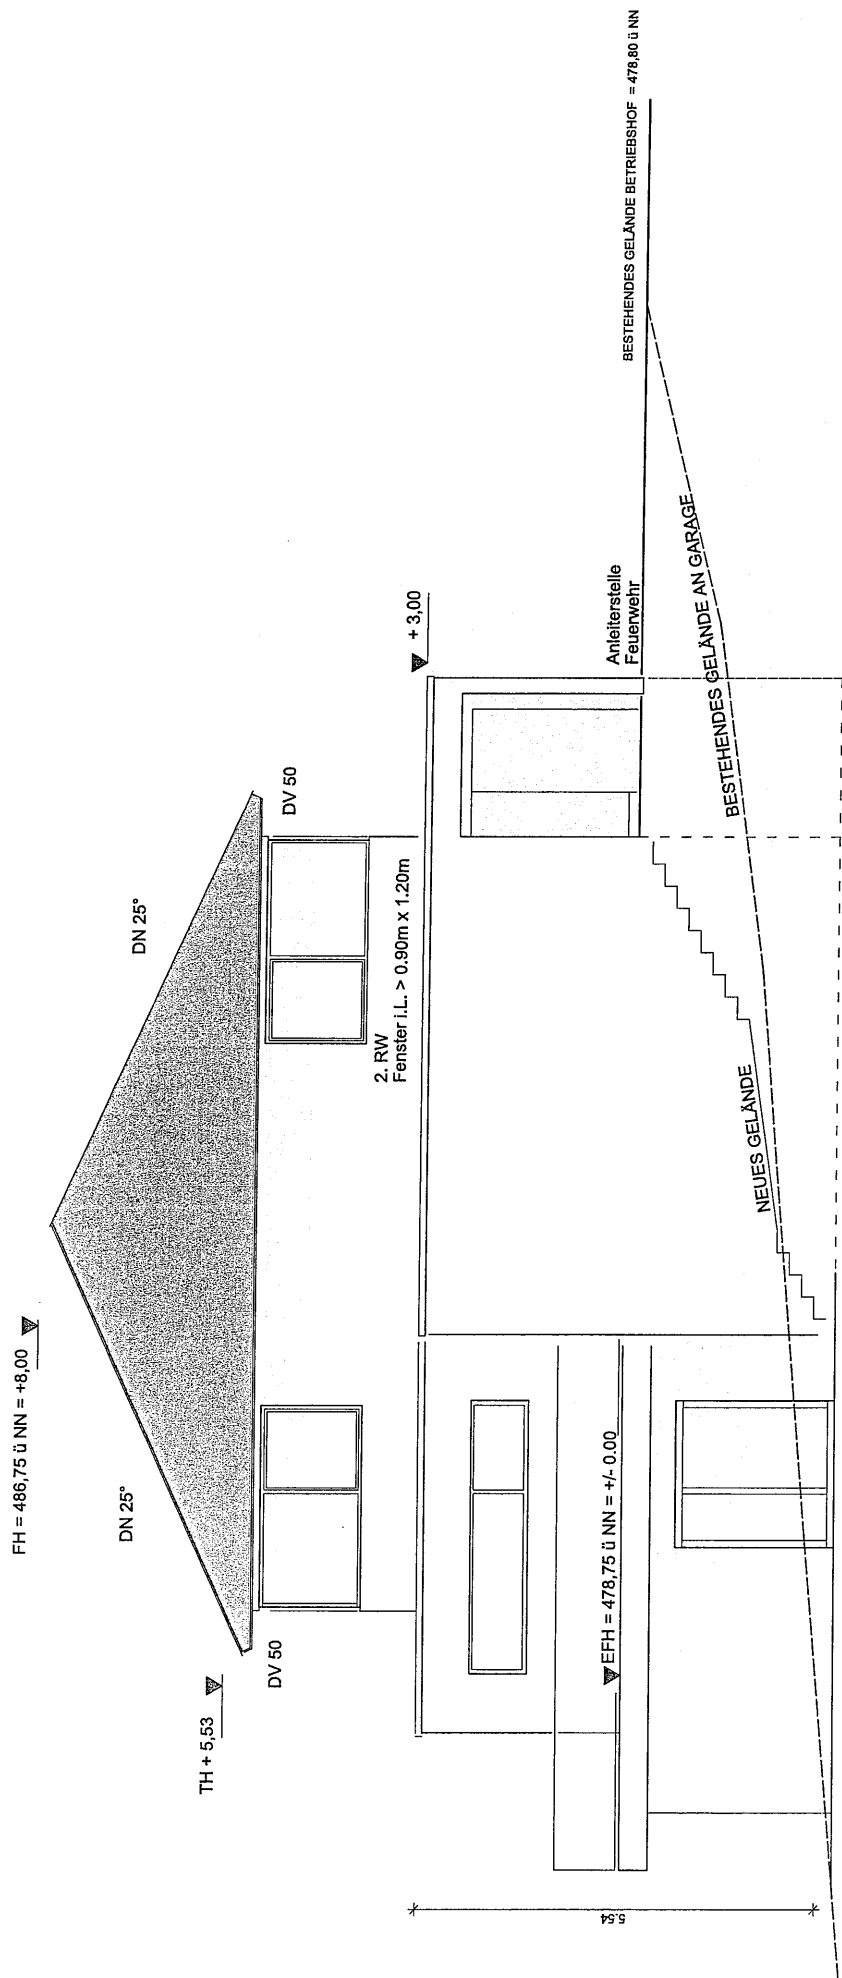 FH = 486,75 ü NN = +8,00
DN 25°
DN 25°
TH + 5,53
DV 50
DV 50
2. RW
Fenster i.L. > 0.90m x 1.20m
+ 3,00
EFH = 478,75 ü NN = +/- 0.00
Anleiterstelle
Feuerwehr
BESTEHENDES GELÄNDE BETRIEBSHOF = 478,80 ü NN
BESTEHENDES GELÄNDE AN GARAGE
NEUES GELÄNDE
5.54